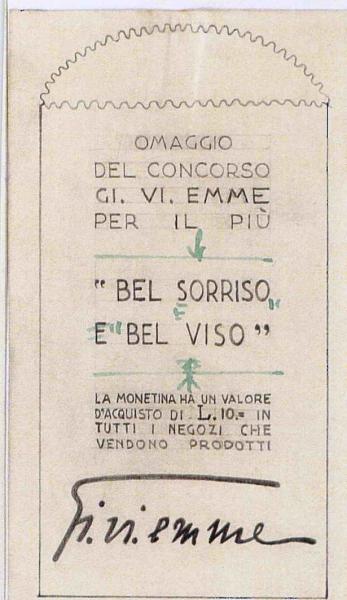 OMAGGIO
DEL CONCORSO
GI. VI. EMME
PER IL PIÙ
“ BEL SORRISO „
E
E “ BEL VISO ”
LA MONETINA HA UN VALORE
D'ACQUISTO DI L. 10.= IN
TUTTI I NEGOZI CHE
VENDONO PRODOTTI
Gi.vi.emme